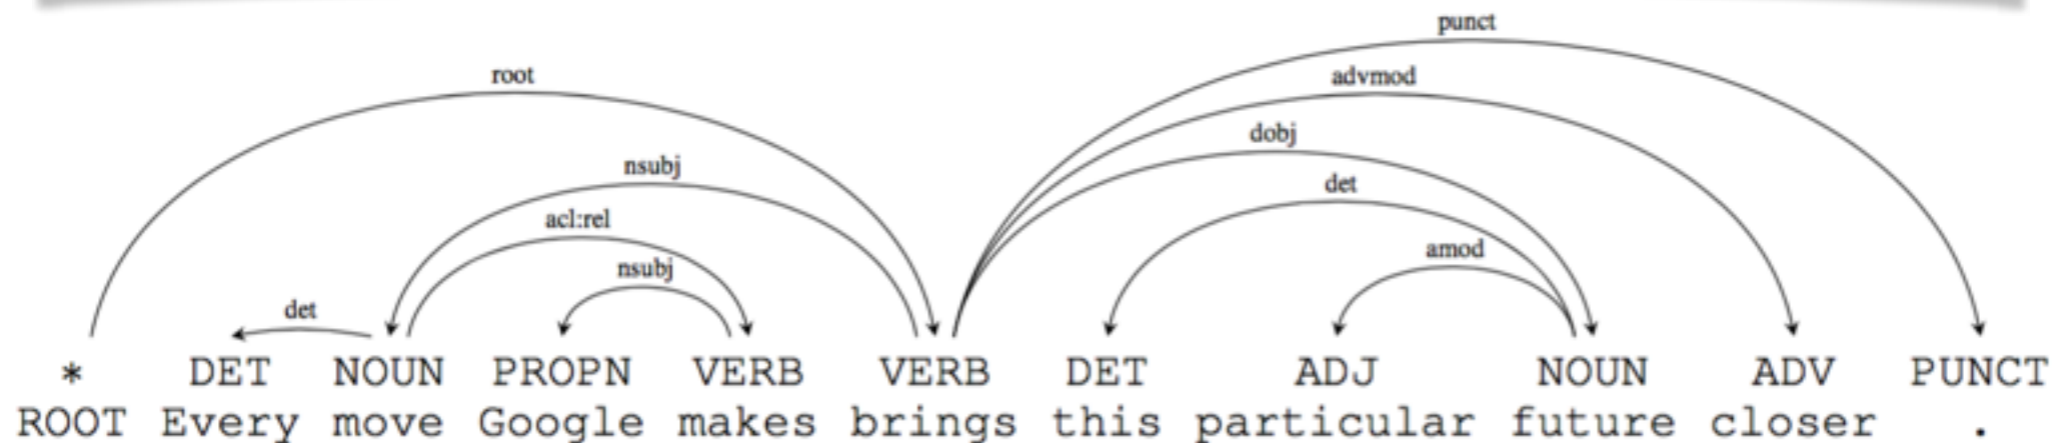 punct
root
advmod
dobj
nsubj
det
acl:rel
amod
nsubj
det
* DET NOUN PROPN VERB VERB DET ADJ NOUN ADV PUNCT
ROOT Every move Google makes brings this particular future closer .